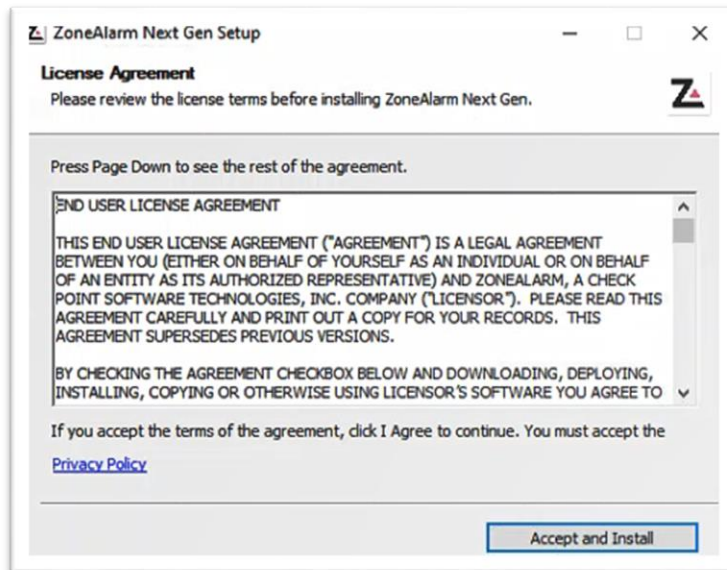 ZoneAlarm Next Gen Setup
License Agreement
Please review the license terms before installing ZoneAlarm Next Gen.
Press Page Down to see the rest of the agreement.
END USER LICENSE AGREEMENT
THIS END USER LICENSE AGREEMENT ("AGREEMENT") IS A LEGAL AGREEMENT
BETWEEN YOU (EITHER ON BEHALF OF YOURSELF AS AN INDIVIDUAL OR ON BEHALF
OF AN ENTITY AS ITS AUTHORIZED REPRESENTATIVE) AND ZONEALARM, A CHECK
POINT SOFTWARE TECHNOLOGIES, INC. COMPANY ("LICENSOR"). PLEASE READ THIS
AGREEMENT CAREFULLY AND PRINT OUT A COPY FOR YOUR RECORDS. THIS
AGREEMENT SUPERSEDES PREVIOUS VERSIONS.
BY CHECKING THE AGREEMENT CHECKBOX BELOW AND DOWNLOADING, DEPLOYING,
INSTALLING, COPYING OR OTHERWISE USING LICENSOR'S SOFTWARE YOU AGREE TO
If you accept the terms of the agreement, click I Agree to continue. You must accept the
Privacy Policy
Accept and Install